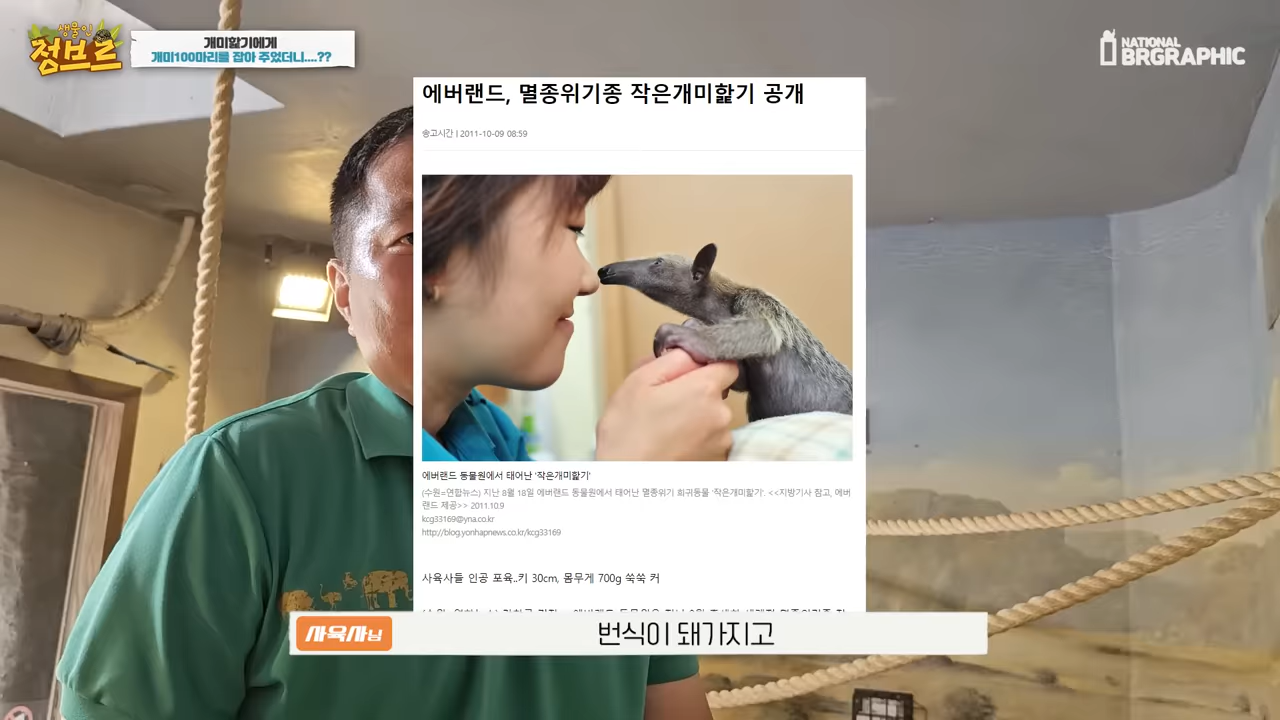 생물인
정브르
개미핥기에게
개미100마리를 잡아 주었더니....??
NATIONAL
BRGRAPHIC
에버랜드, 멸종위기종 작은개미핥기 공개
송고시간 | 2011-10-09 08:59
에버랜드 동물원에서 태어난 '작은개미핥기'
(수원=연합뉴스) 지난 8월 18일 에버랜드 동물원에서 태어난 멸종위기 희귀동물 '작은개미핥기'. <<지방기사 참고, 에버
랜드 제공>> 2011.10.9
kcg33169@yna.co.kr
http://blog.yonhapnews.co.kr/kcg33169
사육사들 인공 포육..키 30cm, 몸무게 700g 쑥쑥 커
사육사님
번식이 돼가지고